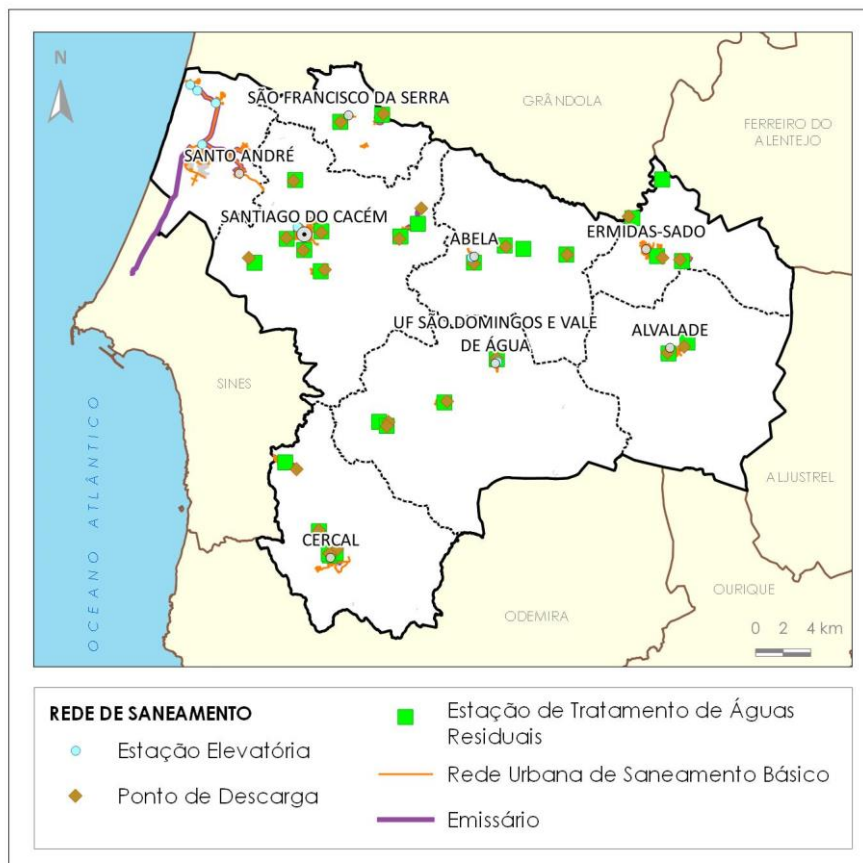 N
SÃO FRANCISCO DA SERRA
GRÂNDOLA
FERREIRO DO
ALENTEJO
SANTO ANDRÉ
SANTIAGO DO CACÉM
ABELA
ERMIDAS-SADO
UF SÃO DOMINGOS E VALE
DE ÁGUA
ALVALADE
SINES
OCEANO ATLÂNTICO
ALJUSTREL
CERCAL
OURIQUE
ODEMIRA
0 2 4 km
REDE DE SANEAMENTO
Estação Elevatória
Ponto de Descarga
Estação de Tratamento de Águas
Residuais
Rede Urbana de Saneamento Básico
Emissário